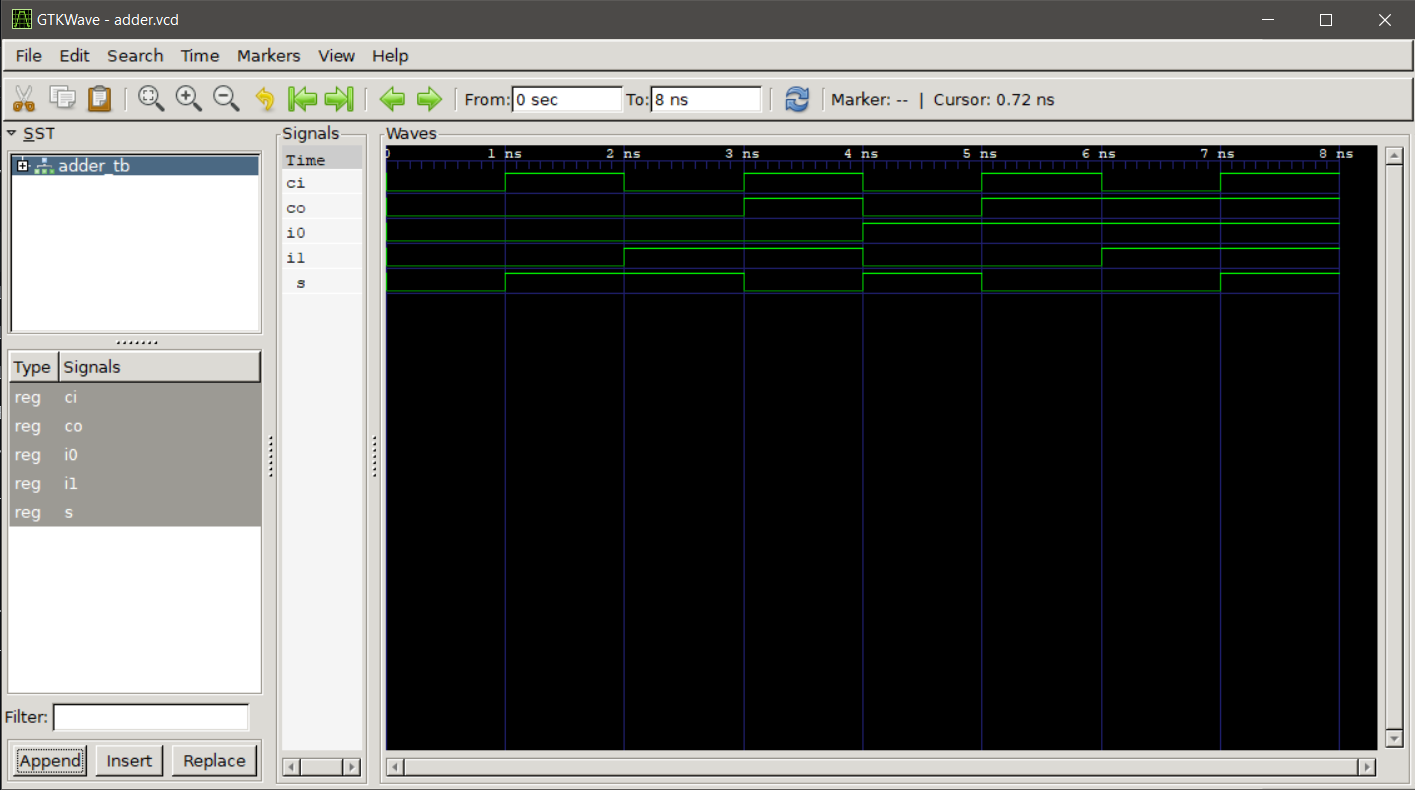 GTKWave - adder.vcd
File Edit Search Time Markers View Help
From: 0 sec To: 8 ns Marker: -- | Cursor: 0.72 ns
SST
adder_tb
Type Signals
reg ci
reg co
reg i0
reg i1
reg s
Filter:
Append Insert Replace
Signals
Time
ci
co
i0
i1
s
Waves
0 1 ns 2 ns 3 ns 4 ns 5 ns 6 ns 7 ns 8 ns